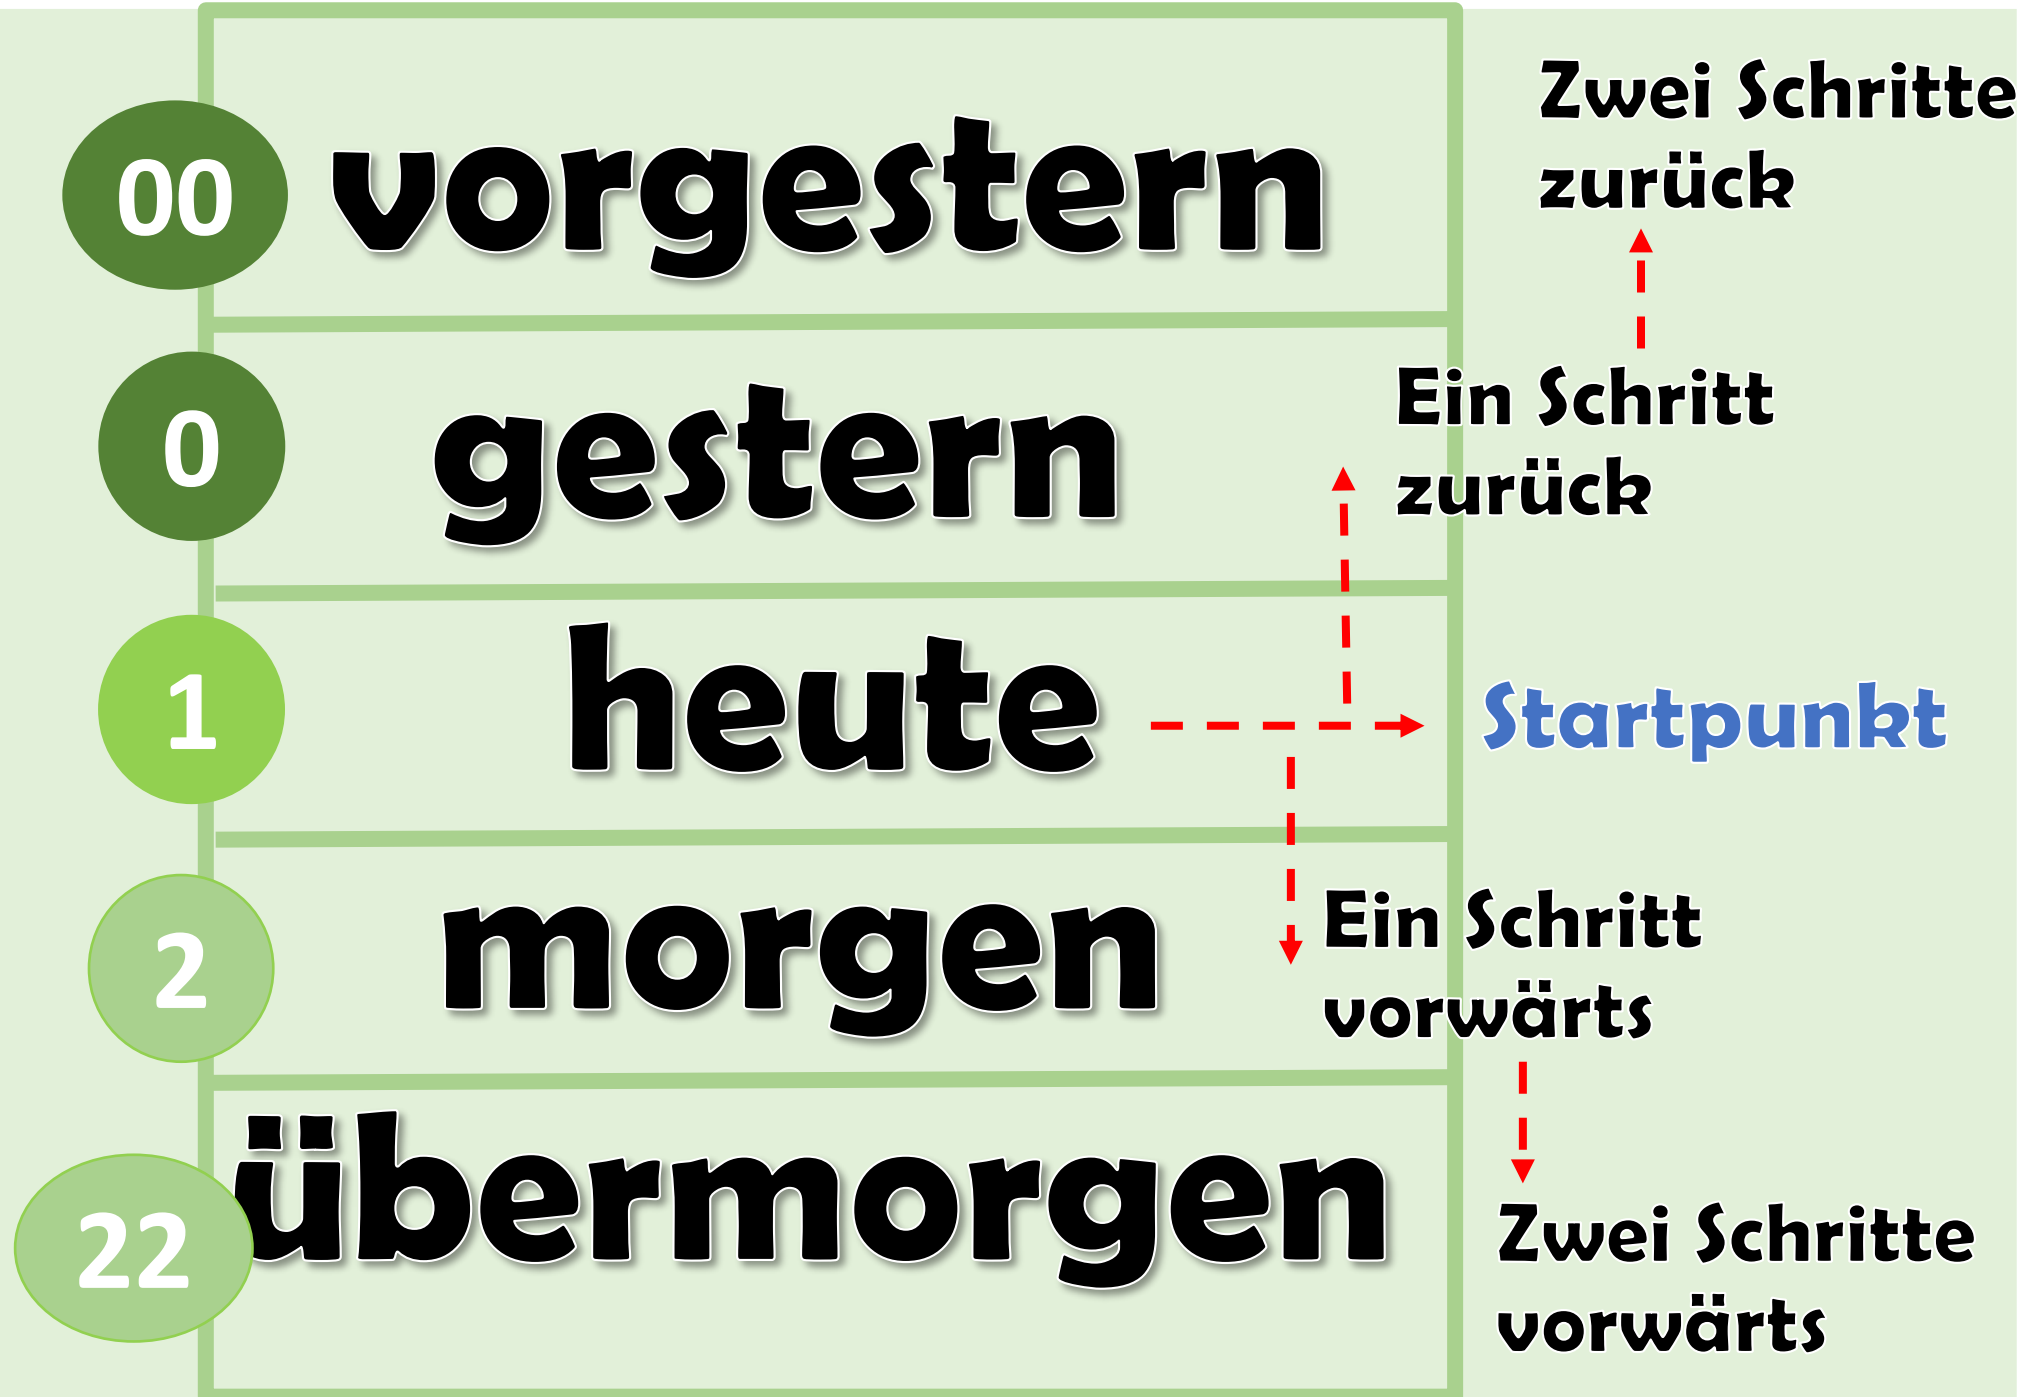 Zwei Schritte
zurück
00 vorgestern
Ein Schritt
zurück
0 gestern
1 heute Startpunkt
2 morgen
Ein Schritt
vorwärts
22 übermorgen
Zwei Schritte
vorwärts